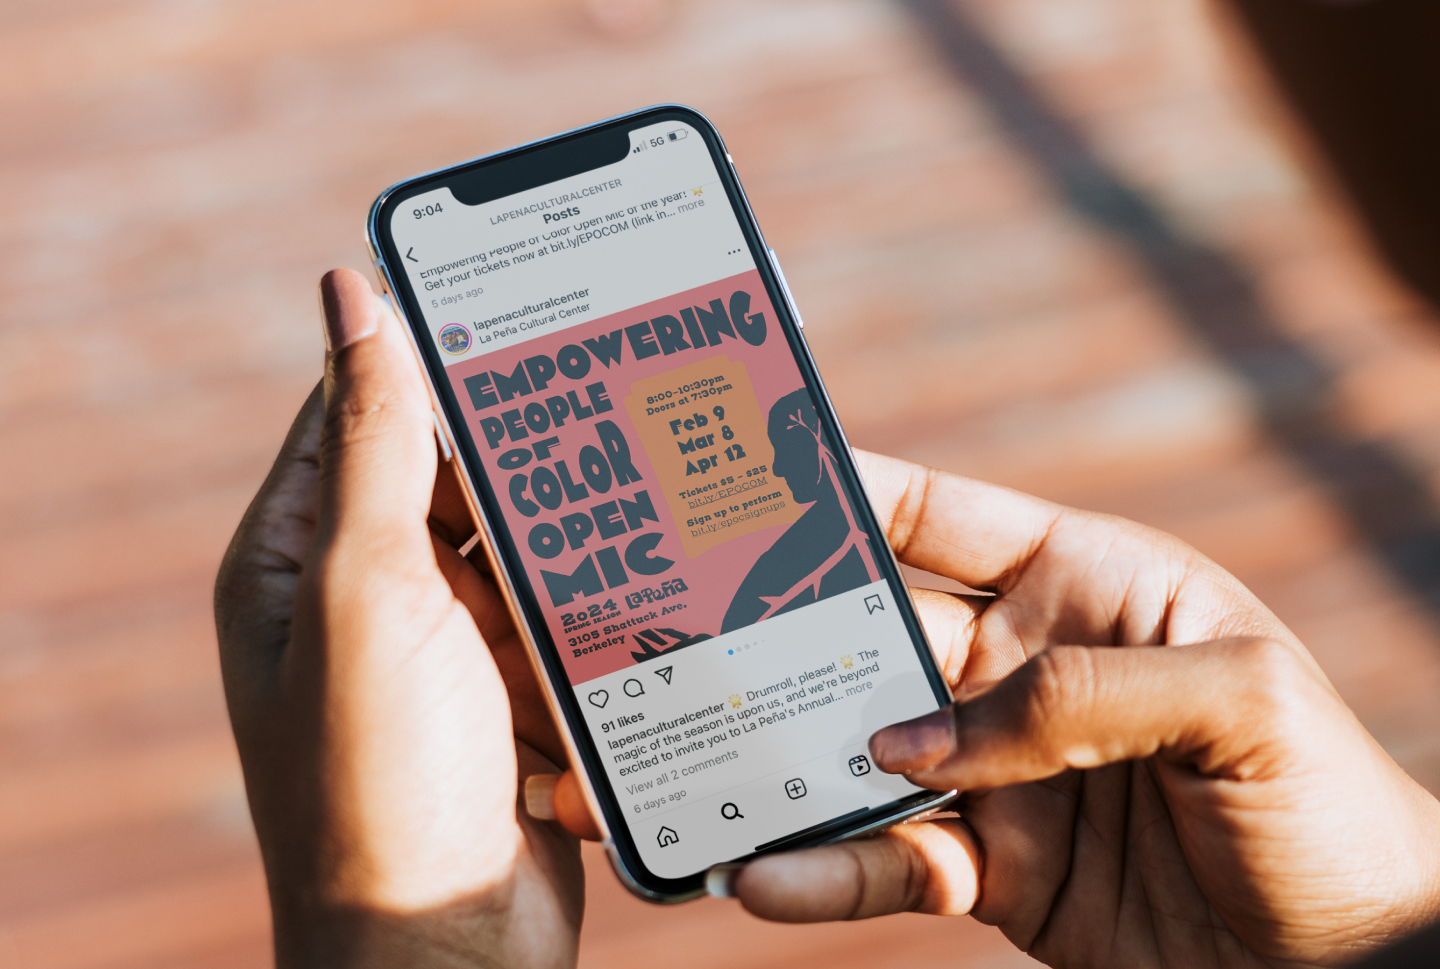 9:04
5G
LAPENACULTURALCENTER
Posts
Empowering People of Color Open Mic of the year!
Get your tickets now at bit.ly/EPOCOM (link in... more
5 days ago
lapenaculturalcenter
La Peña Cultural Center
EMPOWERING
PEOPLE
OF
COLOR
OPEN
MIC
8:00-10:30pm
Doors at 7:30pm
Feb 9
Mar 8
Apr 12
Tickets $5 - $25
bit.ly/EPOCOM
Sign up to perform
bit.ly/epocsignups
2024 LaPeña
SPRING SEASON
3105 Shattuck Ave.
Berkeley
91 likes
lapenaculturalcenter 🌟 Drumroll, please! 🌟 The
magic of the season is upon us, and we're beyond
excited to invite you to La Peña's Annual... more
View all 2 comments
6 days ago